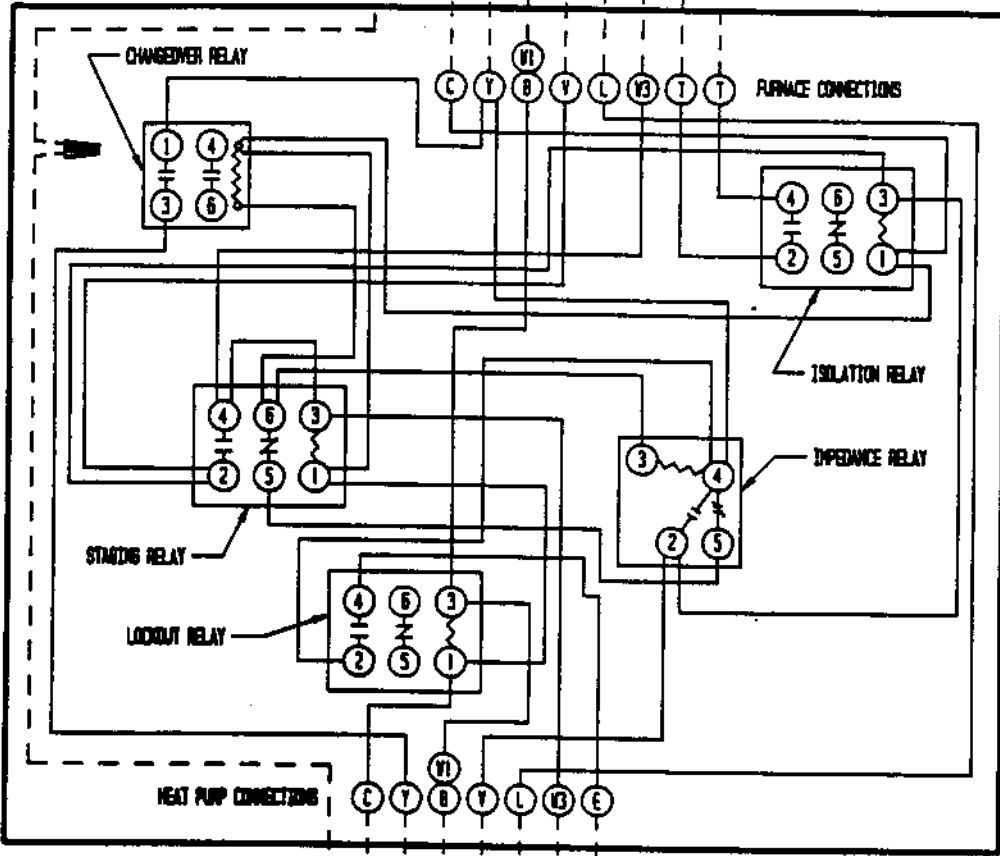 CHANGEOVER RELAY
W1
C Y B V L W3 T T
FURNACE CONNECTIONS
1 4
3 6
4 6 3
2 5 1
ISOLATION RELAY
4 6 3
2 5 1
STAGING RELAY
3 4
2 5
IMPEDANCE RELAY
4 6 3
2 5 1
LOCKOUT RELAY
W1
HEAT PUMP CONNECTIONS
C Y B V L W3 E